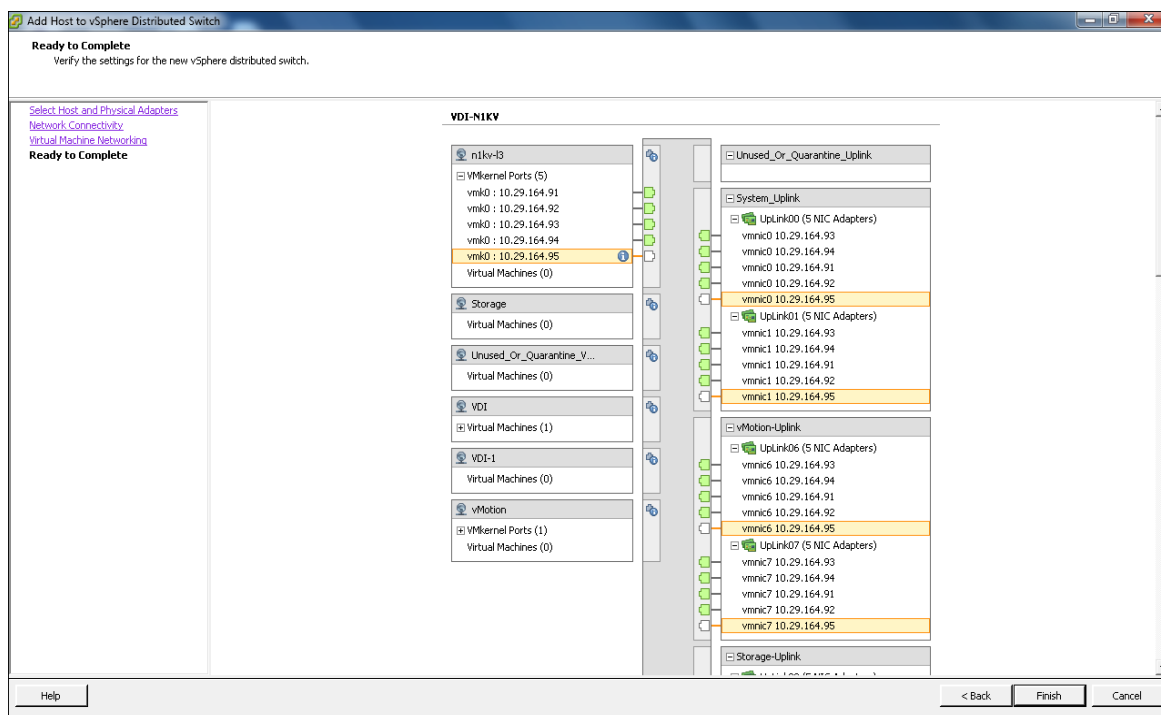 Add Host to vSphere Distributed Switch
Ready to Complete
Verify the settings for the new vSphere distributed switch.
Select Host and Physical Adapters
Network Connectivity
Virtual Machine Networking
Ready to Complete
VDI-N1KV
n1kv-l3
VMkernel Ports (5)
vmk0 : 10.29.164.91
vmk0 : 10.29.164.92
vmk0 : 10.29.164.93
vmk0 : 10.29.164.94
vmk0 : 10.29.164.95
Virtual Machines (0)
Storage
Virtual Machines (0)
Unused_Or_Quarantine_V...
Virtual Machines (0)
VDI
Virtual Machines (1)
VDI-1
Virtual Machines (0)
vMotion
VMkernel Ports (1)
Virtual Machines (0)
Unused_Or_Quarantine_Uplink
System_Uplink
UpLink00 (5 NIC Adapters)
vmnic0 10.29.164.93
vmnic0 10.29.164.94
vmnic0 10.29.164.91
vmnic0 10.29.164.92
vmnic0 10.29.164.95
UpLink01 (5 NIC Adapters)
vmnic1 10.29.164.93
vmnic1 10.29.164.94
vmnic1 10.29.164.91
vmnic1 10.29.164.92
vmnic1 10.29.164.95
vMotion-Uplink
UpLink06 (5 NIC Adapters)
vmnic6 10.29.164.93
vmnic6 10.29.164.94
vmnic6 10.29.164.91
vmnic6 10.29.164.92
vmnic6 10.29.164.95
UpLink07 (5 NIC Adapters)
vmnic7 10.29.164.93
vmnic7 10.29.164.94
vmnic7 10.29.164.91
vmnic7 10.29.164.92
vmnic7 10.29.164.95
Storage-Uplink
Help
< Back
Finish
Cancel